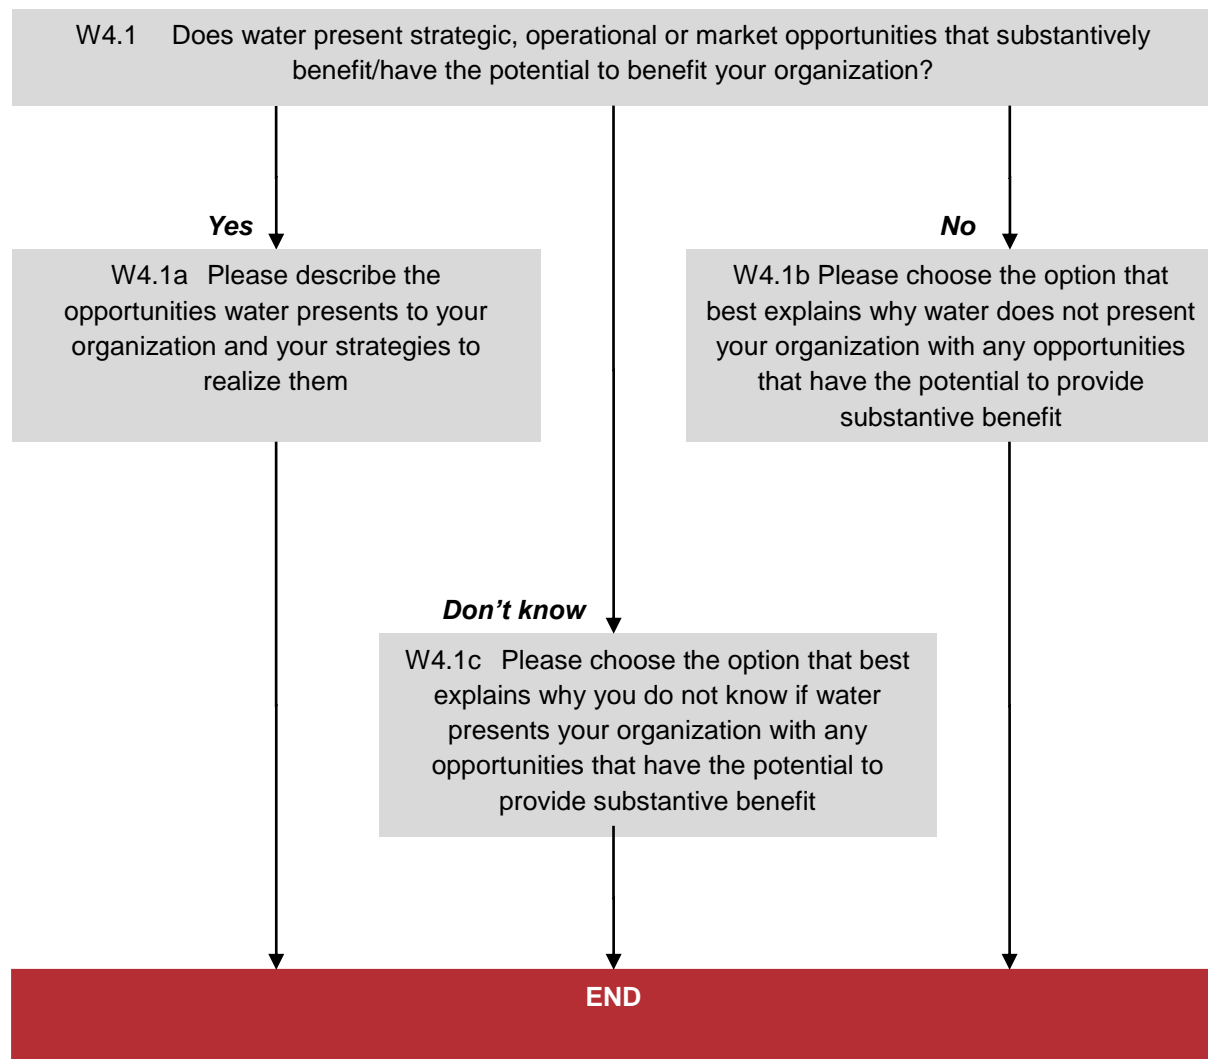 W4.1 Does water present strategic, operational or market opportunities that substantively
benefit/have the potential to benefit your organization?
Yes
No
W4.1a Please describe the
opportunities water presents to your
organization and your strategies to
realize them
W4.1b Please choose the option that
best explains why water does not present
your organization with any opportunities
that have the potential to provide
substantive benefit
Don't know
W4.1c Please choose the option that best
explains why you do not know if water
presents your organization with any
opportunities that have the potential to
provide substantive benefit
END